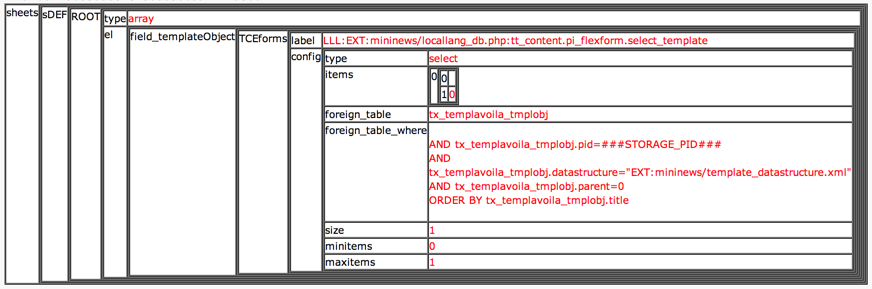 sheets sDEF ROOT type array
el field_templateObject TCEforms label LLL:EXT:mininews/locallang_db.php:tt_content.pi_flexform.select_template
config type select
items 0 0
1 0
foreign_table tx_templavoila_tmplobj
foreign_table_where
AND tx_templavoila_tmplobj.pid=###STORAGE_PID###
AND
tx_templavoila_tmplobj.datastructure="EXT:mininews/template_datastructure.xml"
AND tx_templavoila_tmplobj.parent=0
ORDER BY tx_templavoila_tmplobj.title
size 1
minitems 0
maxitems 1